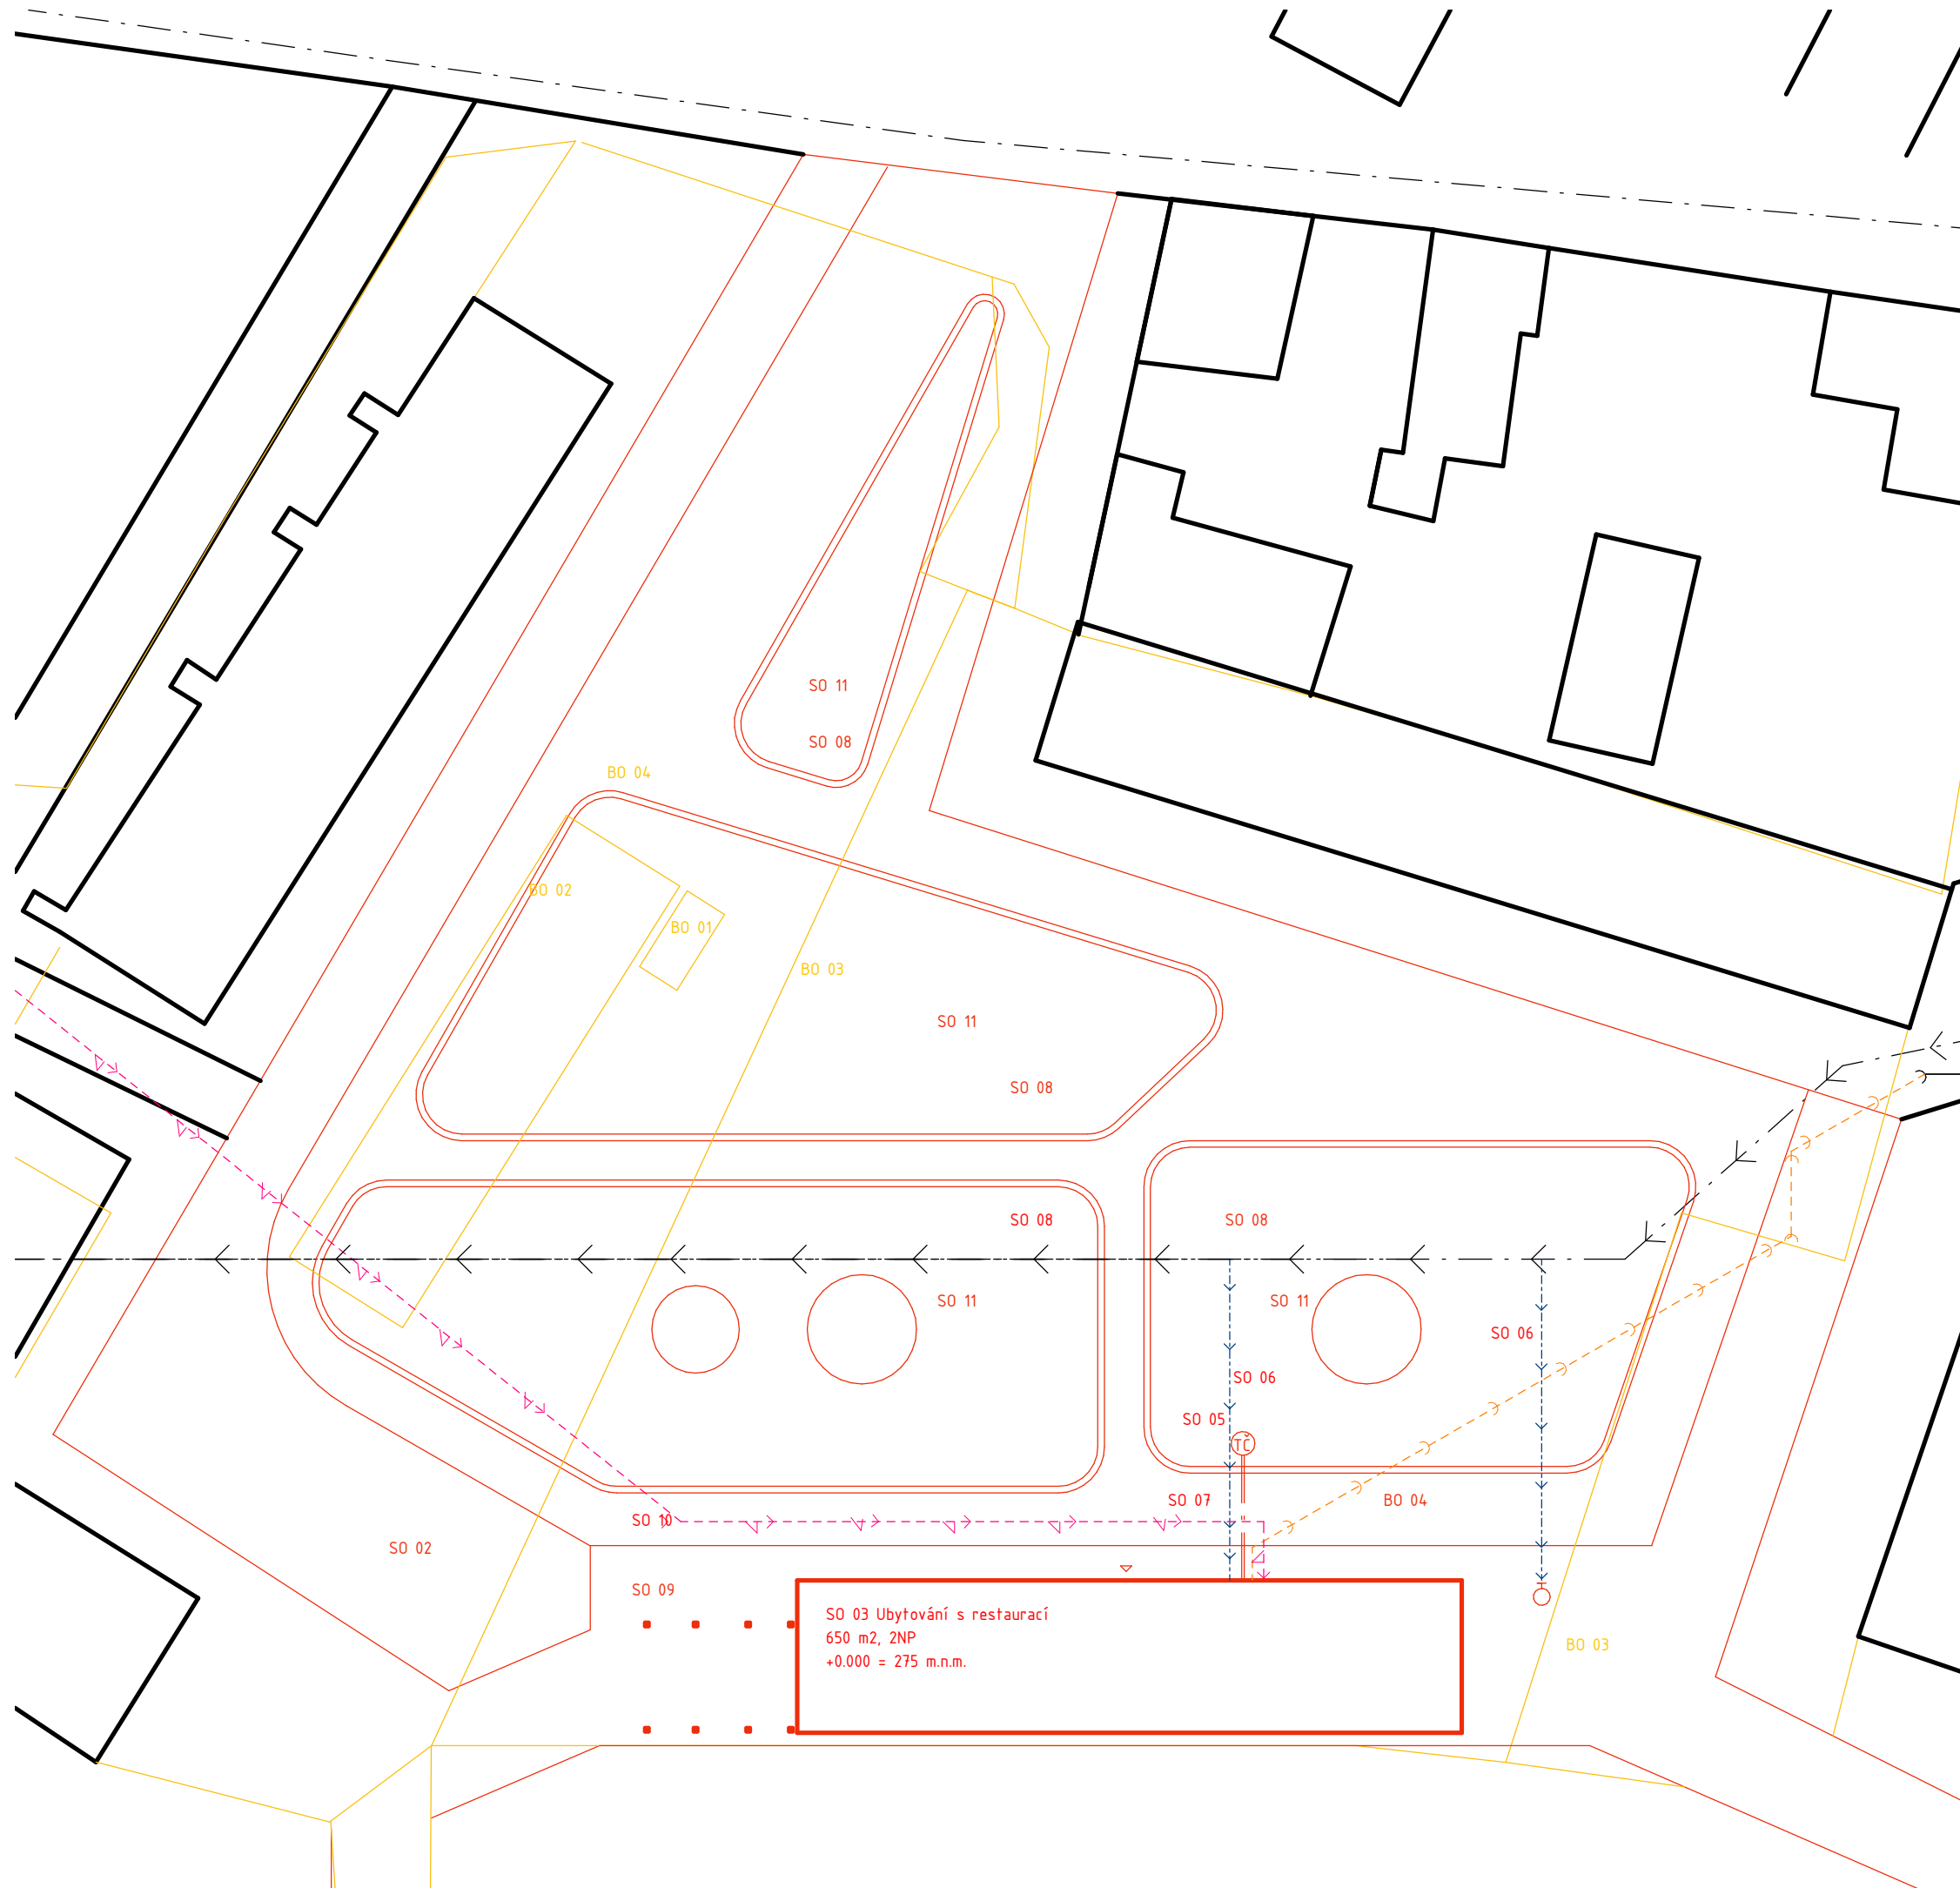 SO 11
SO 08
BO 04
BO 02
BO 01
BO 03
SO 11
SO 08
SO 08
SO 08
SO 11
SO 11
SO 06
SO 06
SO 05
TČ
SO 07
BO 04
SO 10
SO 02
SO 09
SO 03 Ubytování s restaurací
650 m2, 2NP
+0.000 = 275 m.n.m.
BO 03